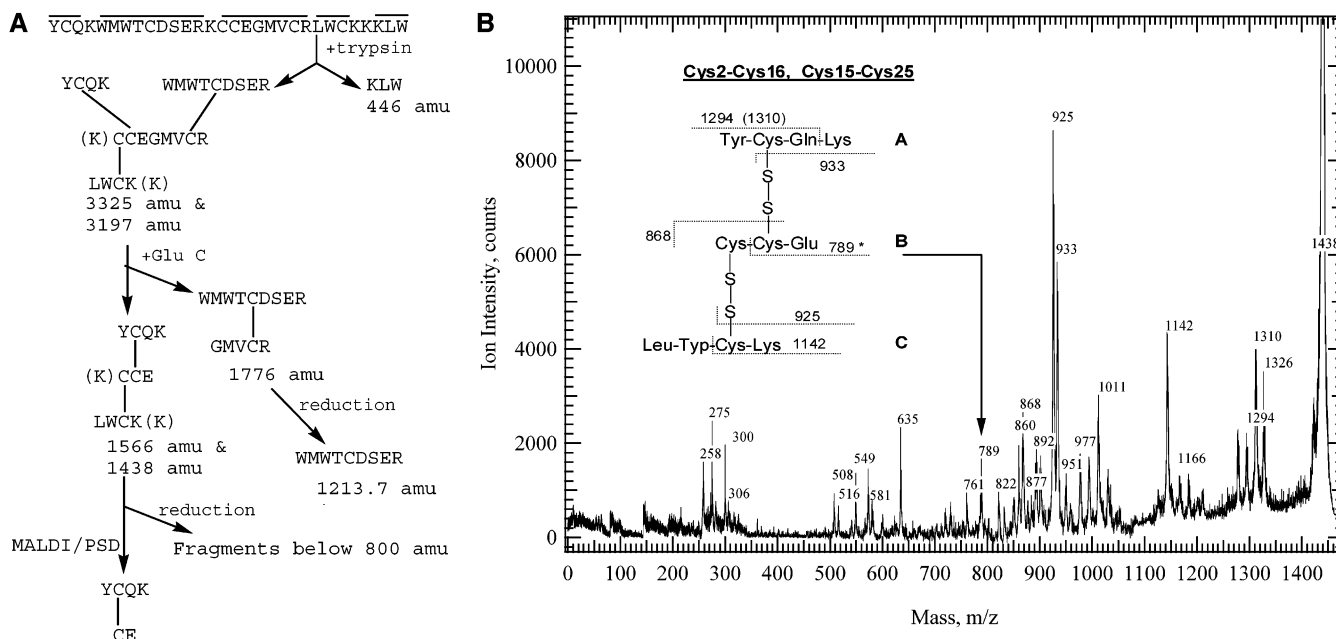 A
YCQKWMWTCDSERKCCEGMVCRLWCKKKLW
+trypsin
YCQK
WMWTCDSER
KLW
446 amu
(K)CCEGMVCR
LWCK(K)
3325 amu &
3197 amu
+Glu C
WMWTCDSER
YCQK
GMVCR
(K)CCE
1776 amu
LWCK(K)
reduction
1566 amu &
1438 amu
WMWTCDSER
1213.7 amu
reduction
MALDI/PSD
Fragments below 800 amu
YCQK
CE
B
Cys2-Cys16, Cys15-Cys25
1294 (1310)
Tyr-Cys-Gln-Lys
A
933
S
S
868
Cys-Cys-Glu
789 *
B
S
S
925
Leu-Typ-Cys-Lys
1142
C
Ion Intensity, counts
10000
8000
6000
4000
2000
0
258
275
300
306
508
516
549
581
635
761
789
822
860
868
877
892
925
933
951
977
1011
1142
1166
1294
1310
1326
1438
0 100 200 300 400 500 600 700 800 900 1000 1100 1200 1300 1400
Mass, m/z